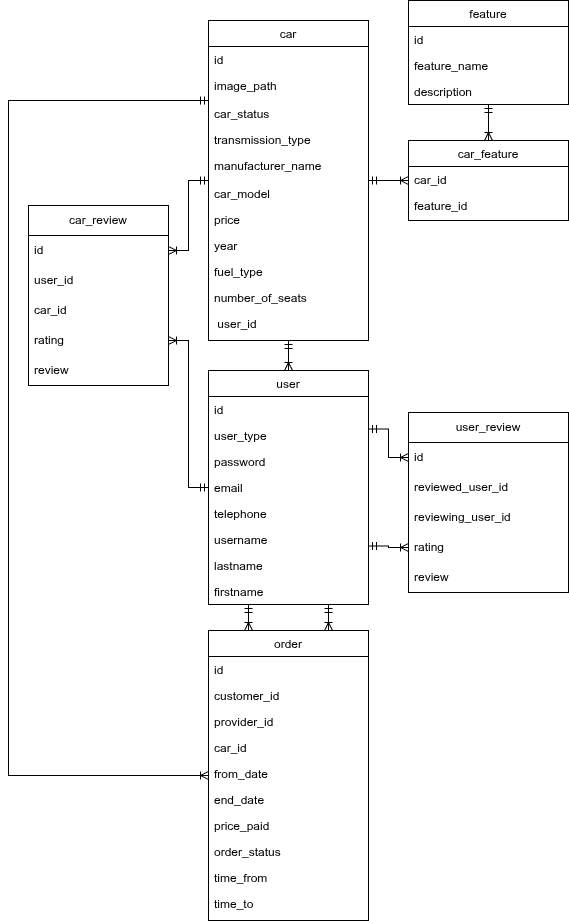 car
id
image_path
car_status
transmission_type
manufacturer_name
car_model
price
year
fuel_type
number_of_seats
user_id
feature
id
feature_name
description
car_feature
car_id
feature_id
car_review
id
user_id
car_id
rating
review
user
id
user_type
password
email
telephone
username
lastname
firstname
user_review
id
reviewed_user_id
reviewing_user_id
rating
review
order
id
customer_id
provider_id
car_id
from_date
end_date
price_paid
order_status
time_from
time_to